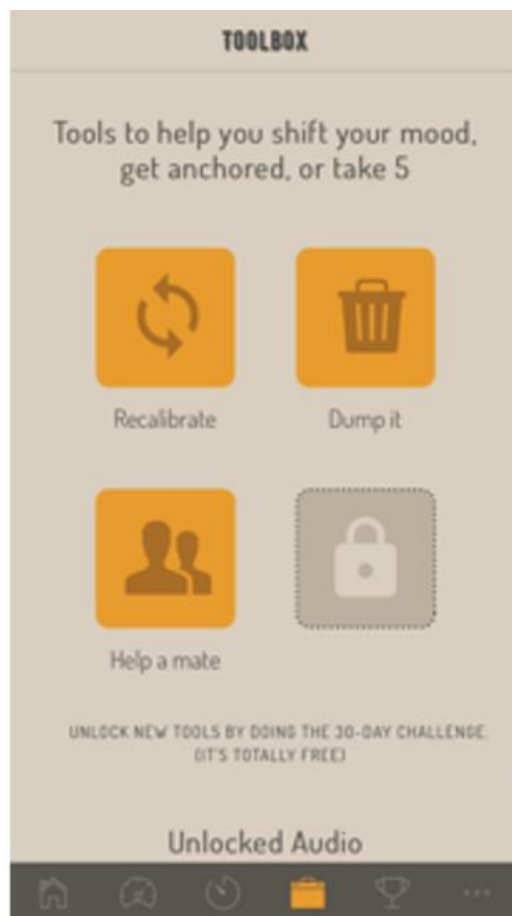 TOOLBOX
Tools to help you shift your mood,
get anchored, or take 5
Recalibrate
Dump it
Help a mate
UNLOCK NEW TOOLS BY DOING THE 30-DAY CHALLENGE.
(IT'S TOTALLY FREE)
Unlocked Audio